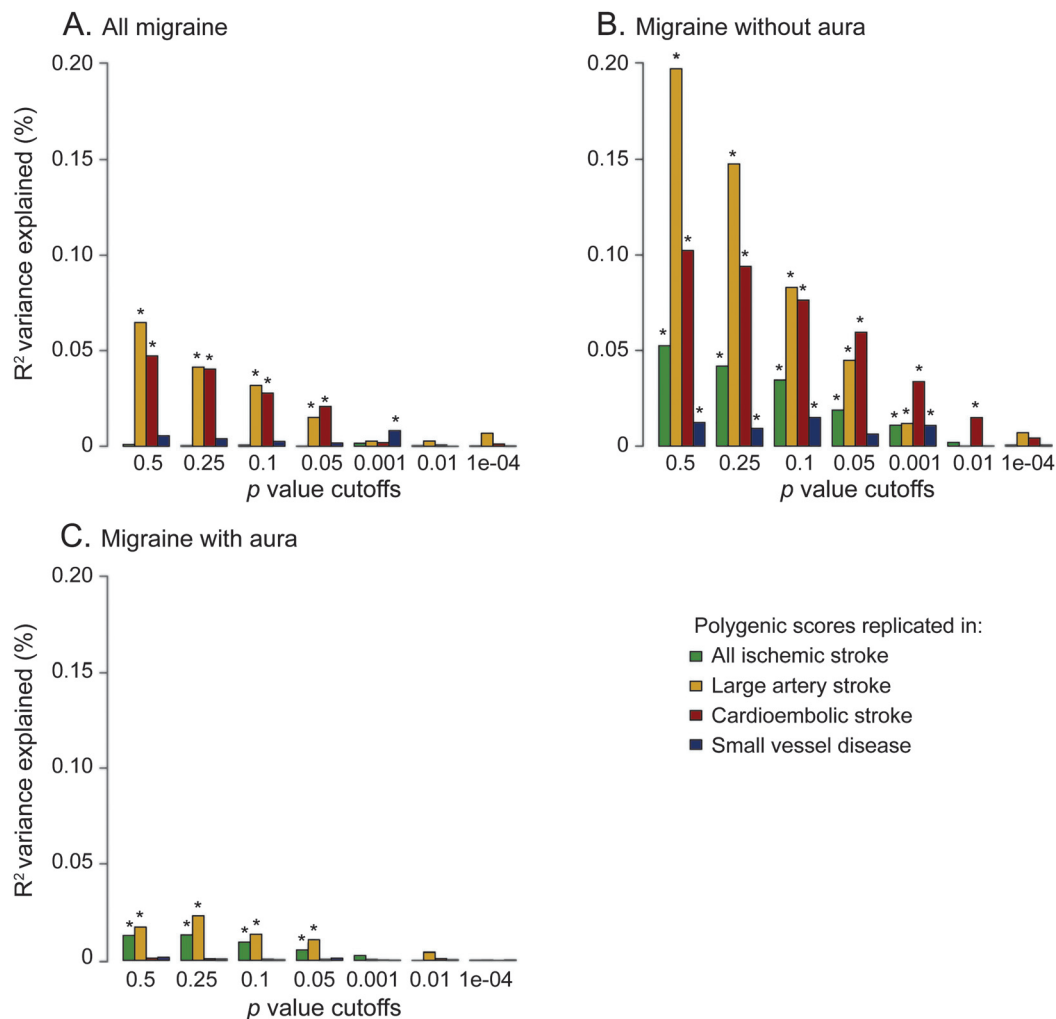 A. All migraine
R² variance explained (%)
0.20
0.15
0.10
0.05
0
* * * * * * * * *
0.5 0.25 0.1 0.05 0.001 0.01 1e-04
p value cutoffs
B. Migraine without aura
0.20
0.15
0.10
0.05
0
* * * * * * * * * * * * * * * * * * * *
0.5 0.25 0.1 0.05 0.001 0.01 1e-04
p value cutoffs
C. Migraine with aura
R² variance explained (%)
0.20
0.15
0.10
0.05
0
* * * * * * * *
0.5 0.25 0.1 0.05 0.001 0.01 1e-04
p value cutoffs
Polygenic scores replicated in:
All ischemic stroke
Large artery stroke
Cardioembolic stroke
Small vessel disease